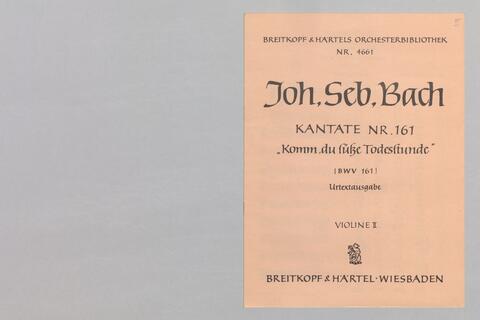 BREITKOPF & HÄRTELS ORCHESTERBIBLIOTHEK
NR. 4661
Joh. Seb. Bach
KANTATE NR. 161
„Komm, du süße Todesstunde“
(BWV 161)
Urtextausgabe
VIOLINE II
BREITKOPF & HÄRTEL · WIESBADEN